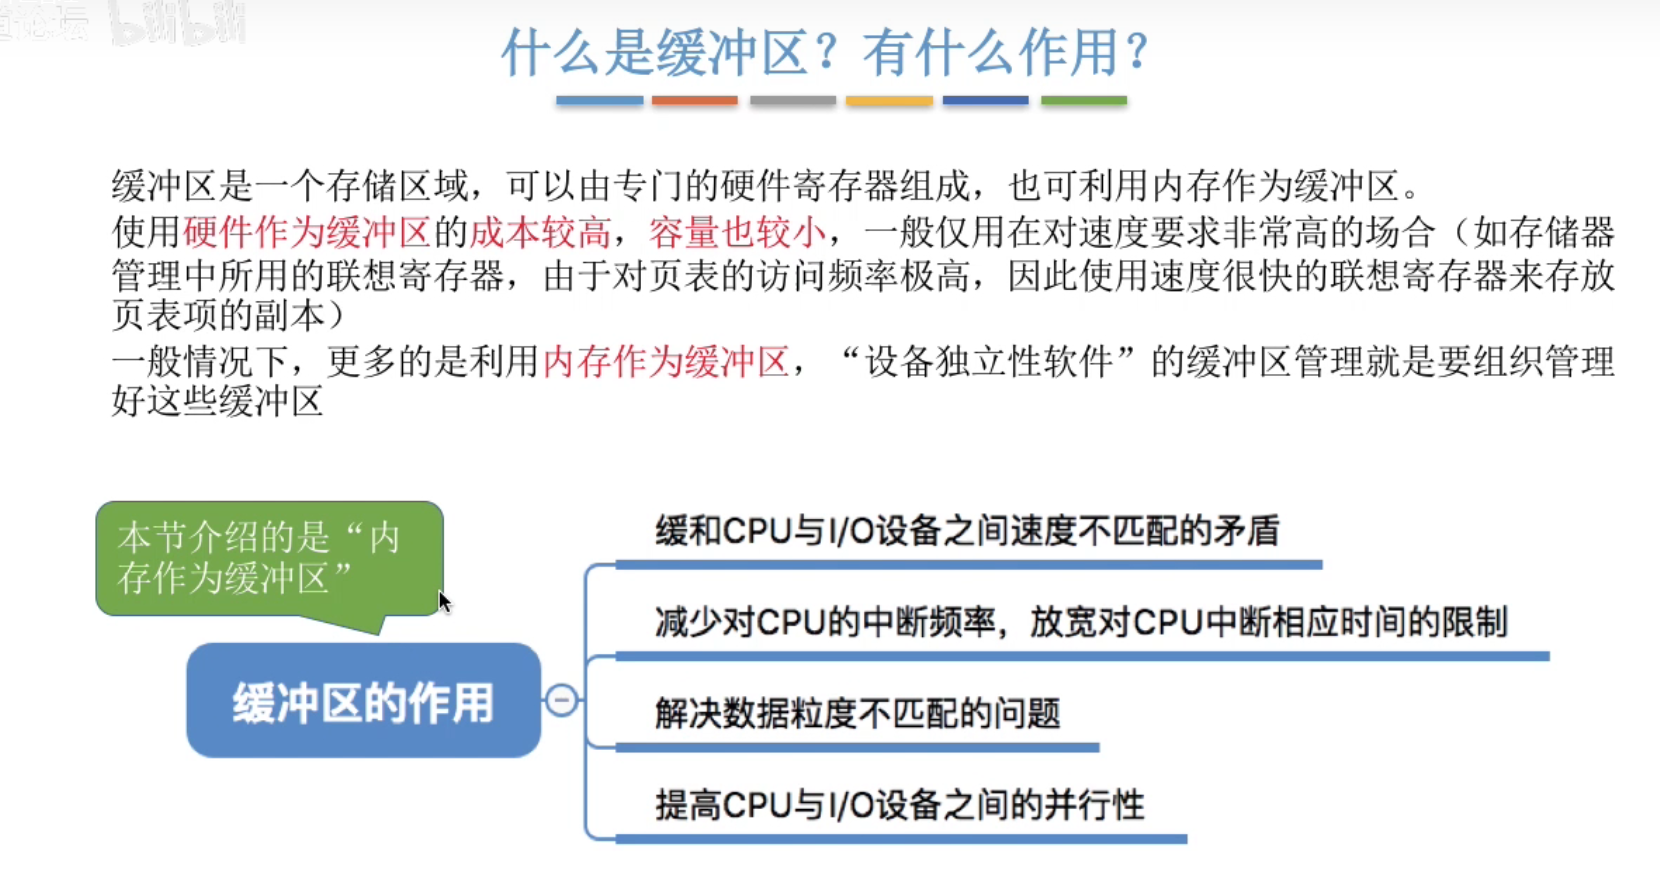 道论坛 bilibili
什么是缓冲区？有什么作用？
缓冲区是一个存储区域，可以由专门的硬件寄存器组成，也可利用内存作为缓冲区。
使用硬件作为缓冲区的成本较高，容量也较小，一般仅用在对速度要求非常高的场合（如存储器
管理中所用的联想寄存器，由于对页表的访问频率极高，因此使用速度很快的联想寄存器来存放
页表项的副本）
一般情况下，更多的是利用内存作为缓冲区，“设备独立性软件”的缓冲区管理就是要组织管理
好这些缓冲区
本节介绍的是“内
存作为缓冲区”
缓冲区的作用
缓和CPU与I/O设备之间速度不匹配的矛盾
减少对CPU的中断频率，放宽对CPU中断相应时间的限制
解决数据粒度不匹配的问题
提高CPU与I/O设备之间的并行性